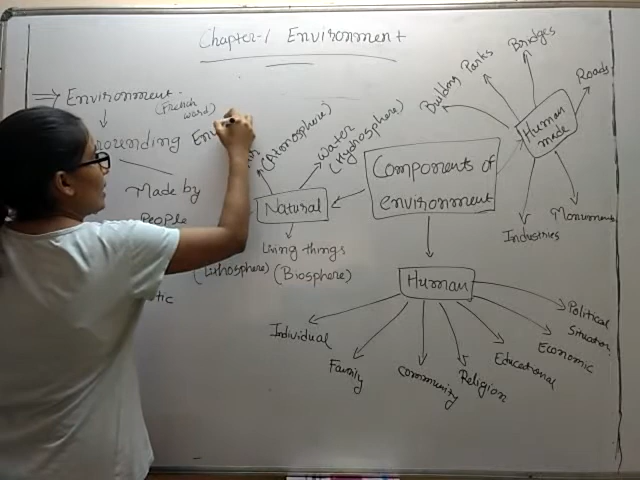 Chapter-1 Environment
⇒ Environment.
(French
word)
rounding
Made by
People
tic
Env
(Atmosphere)
Water
(Hydrosphere)
Natural
Living things
(Lithosphere) (Biosphere)
Components of
environment
Building
Parks
Bridges
Roads
Human
made
Industries
Monuments
Human
Individual
Family
Community
Religion
Educational
Economic
Political
Situation